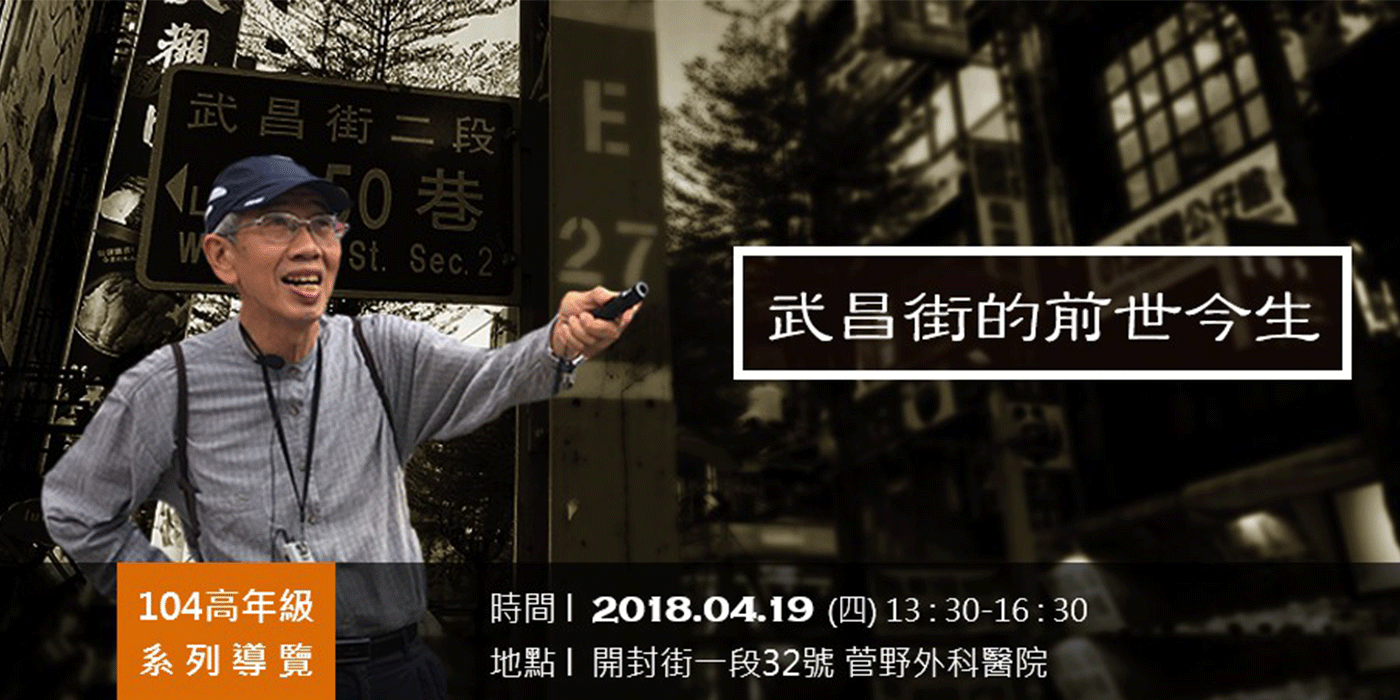 武昌街二段
50巷
St. Sec. 2
E
27
武昌街的前世今生
104高年級
系列導覽
時間 | 2018.04.19 (四) 13:30-16:30
地點 | 開封街一段32號 菅野外科醫院